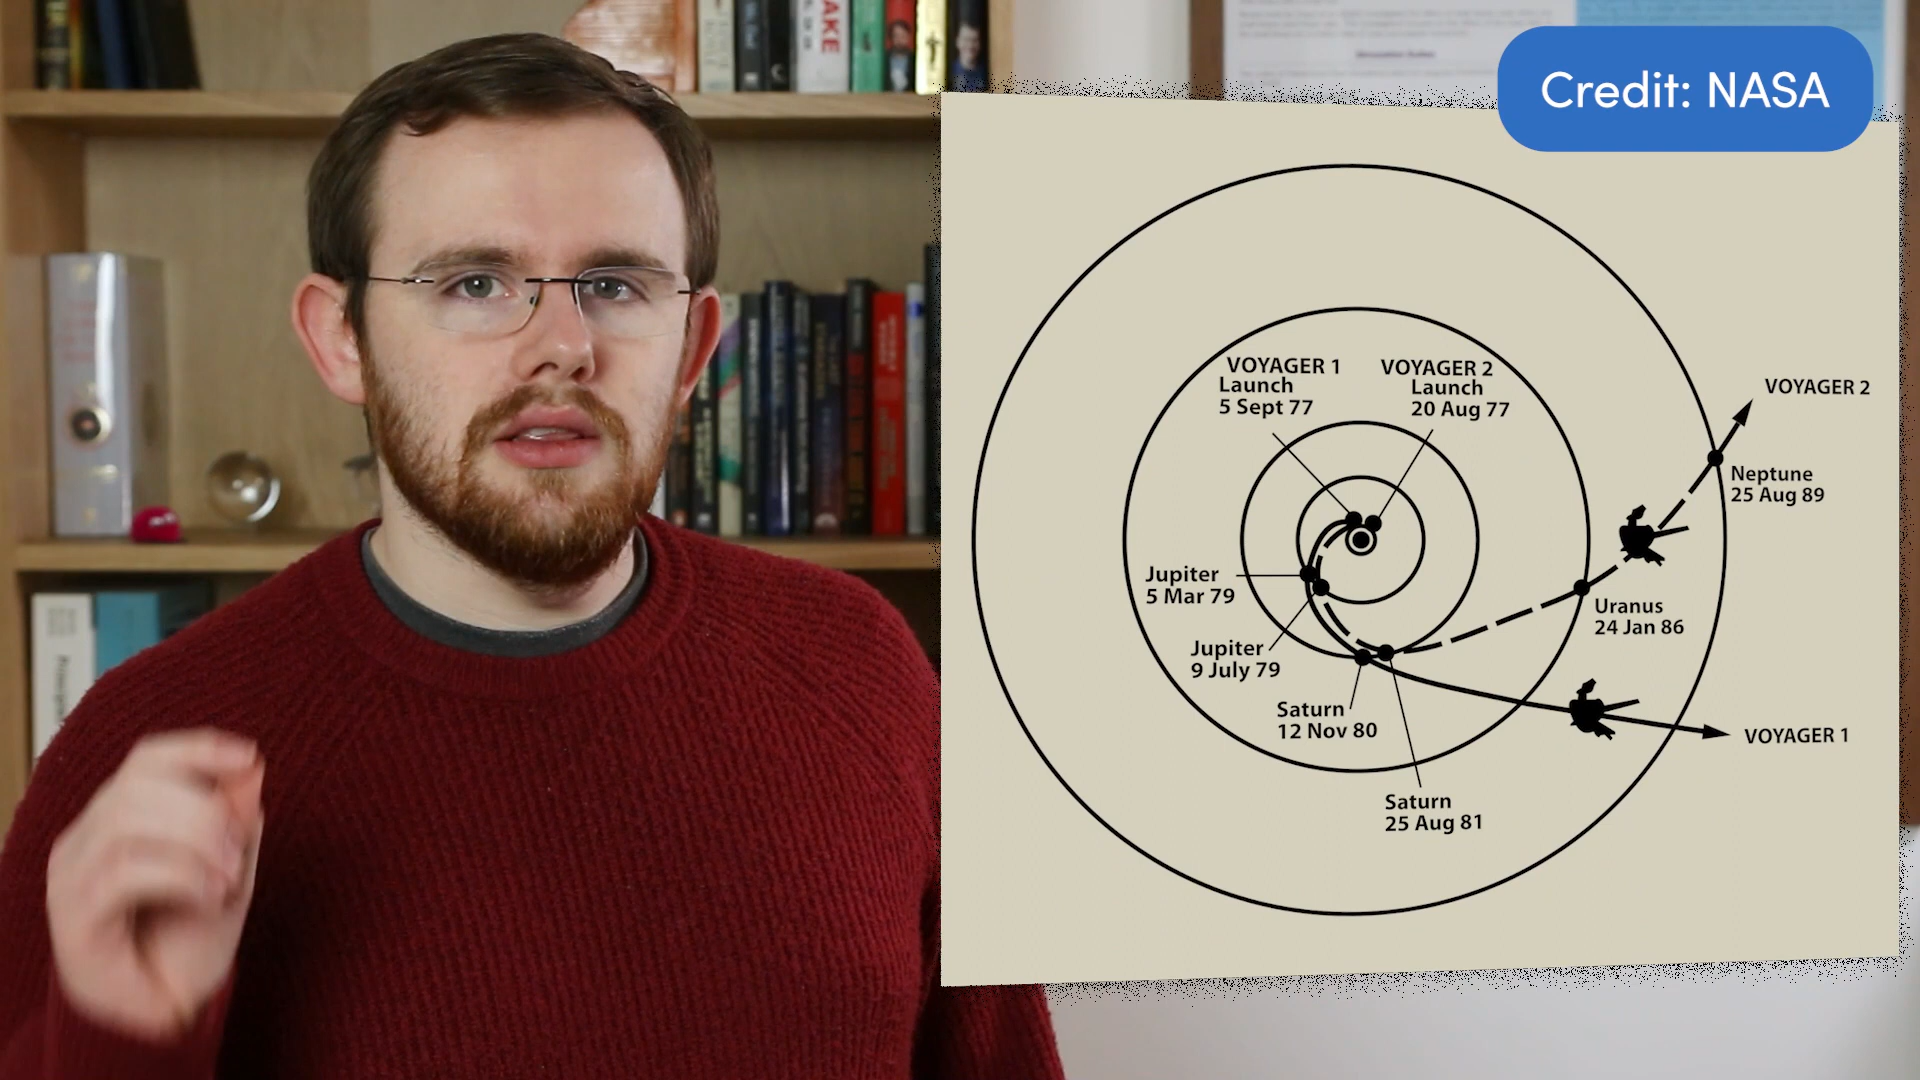 Credit: NASA
VOYAGER 1
Launch
5 Sept 77
VOYAGER 2
Launch
20 Aug 77
VOYAGER 2
Neptune
25 Aug 89
Jupiter
5 Mar 79
Uranus
24 Jan 86
Jupiter
9 July 79
Saturn
12 Nov 80
VOYAGER 1
Saturn
25 Aug 81